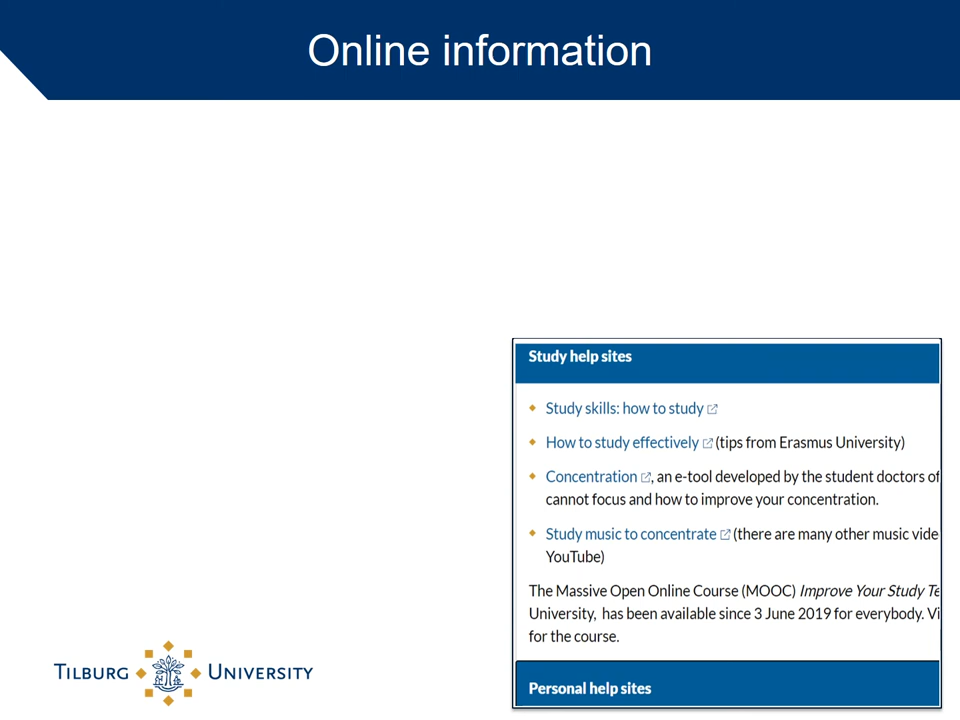 Online information
Study help sites
Study skills: how to study
How to study effectively (tips from Erasmus University)
Concentration , an e-tool developed by the student doctors of
cannot focus and how to improve your concentration.
Study music to concentrate (there are many other music vide
YouTube)
The Massive Open Online Course (MOOC) Improve Your Study Te
University, has been available since 3 June 2019 for everybody. Vi
for the course.
Personal help sites
TILBURG UNIVERSITY